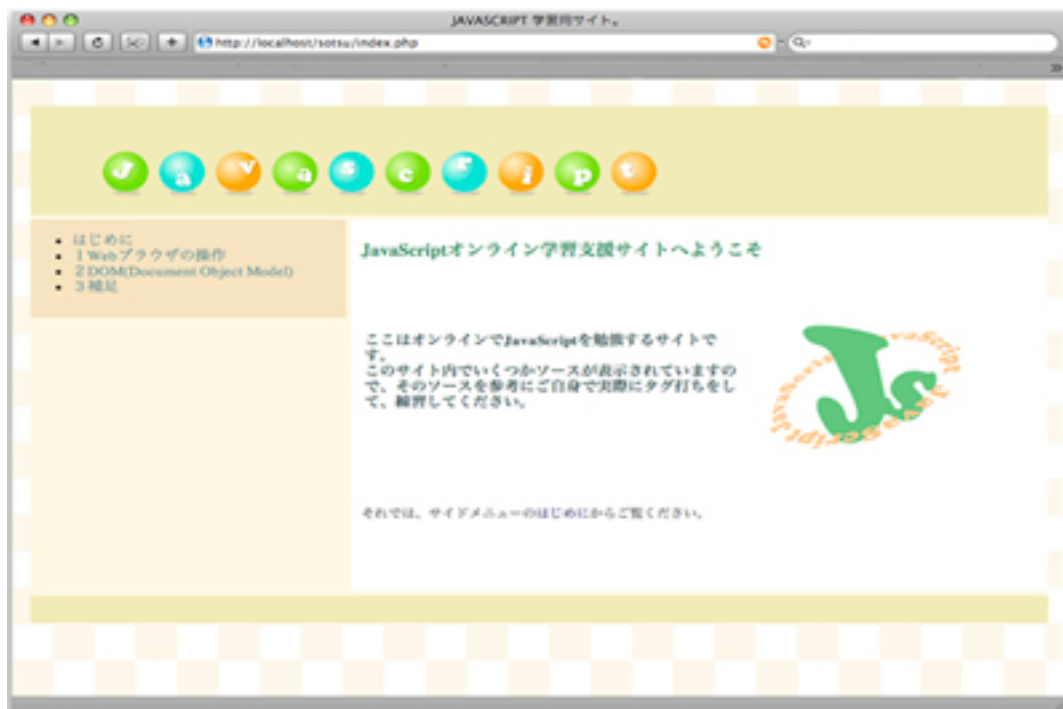 JAVASCRIPT 学習用サイト。
http://localhost/sotsu/index.php
Javascript
はじめに
1 Webブラウザの操作
2 DOM(Document Object Model)
3 補足
JavaScriptオンライン学習支援サイトへようこそ
ここはオンラインでJavaScriptを勉強するサイトで
す。
このサイト内でいくつかソースが表示されていますの
で、そのソースを参考にご自身で実際にタグ打ちをし
て、練習してください。
Js
JavaScript JavaScript JavaScript
それでは、サイドメニューのはじめにからご覧ください。